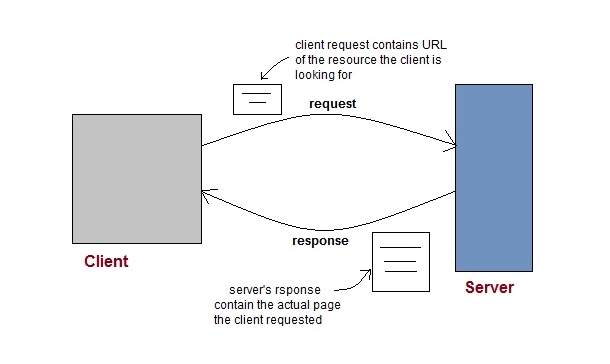 client request contains URL
of the resource the client is
looking for
request
Client
response
Server
server's rsponse
contain the actual page
the client requested